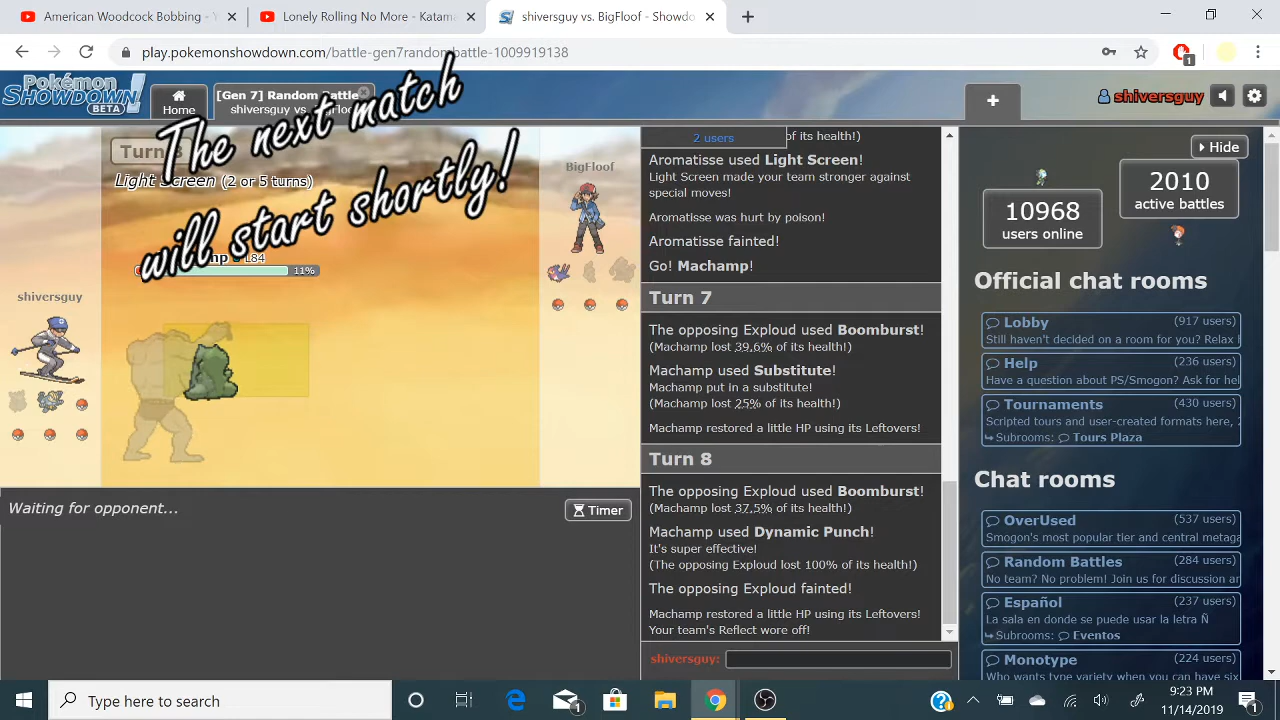 American Woodcock Bobbing - Y
Lonely Rolling No More - Katama
shiversguy vs. BigFloof - Showdo
play.pokemonshowdown.com/battle-gen7randombattle-1009919138
1
Pokémon
SHOWDOWN!
BETA
Home
[Gen 7] Random Battle
shiversguy vs.
shiversguy
The next match
will start shortly!
Turn 8
Light Screen (2 or 5 turns)
11%
BigFloof
shiversguy
Waiting for opponent...
Timer
2 users
of its health!)
Aromatisse used Light Screen!
Light Screen made your team stronger against
special moves!
Aromatisse was hurt by poison!
Aromatisse fainted!
Go! Machamp!
Turn 7
The opposing Exploud used Boomburst!
(Machamp lost 39.6% of its health!)
Machamp used Substitute!
Machamp put in a substitute!
(Machamp lost 25% of its health!)
Machamp restored a little HP using its Leftovers!
Turn 8
The opposing Exploud used Boomburst!
(Machamp lost 37.5% of its health!)
Machamp used Dynamic Punch!
It's super effective!
(The opposing Exploud lost 100% of its health!)
The opposing Exploud fainted!
Machamp restored a little HP using its Leftovers!
Your team's Reflect wore off!
shiversguy:
Hide
10968
users online
2010
active battles
Official chat rooms
Lobby (917 users)
Still haven't decided on a room for you? Relax
Help (236 users)
Have a question about PS/Smogon? Ask for hel
Tournaments (430 users)
Scripted tours and user-created formats here,
Subrooms: Tours Plaza
Chat rooms
OverUsed (537 users)
Smogon's most popular tier and central metaga
Random Battles (284 users)
No team? No problem! Join us for discussion an
Español (237 users)
La sala en donde se puede usar la letra Ñ
Subrooms: Eventos
Monotype (224 users)
Who wants type variety when you can have six
Type here to search
1
9:23 PM
11/14/2019
1